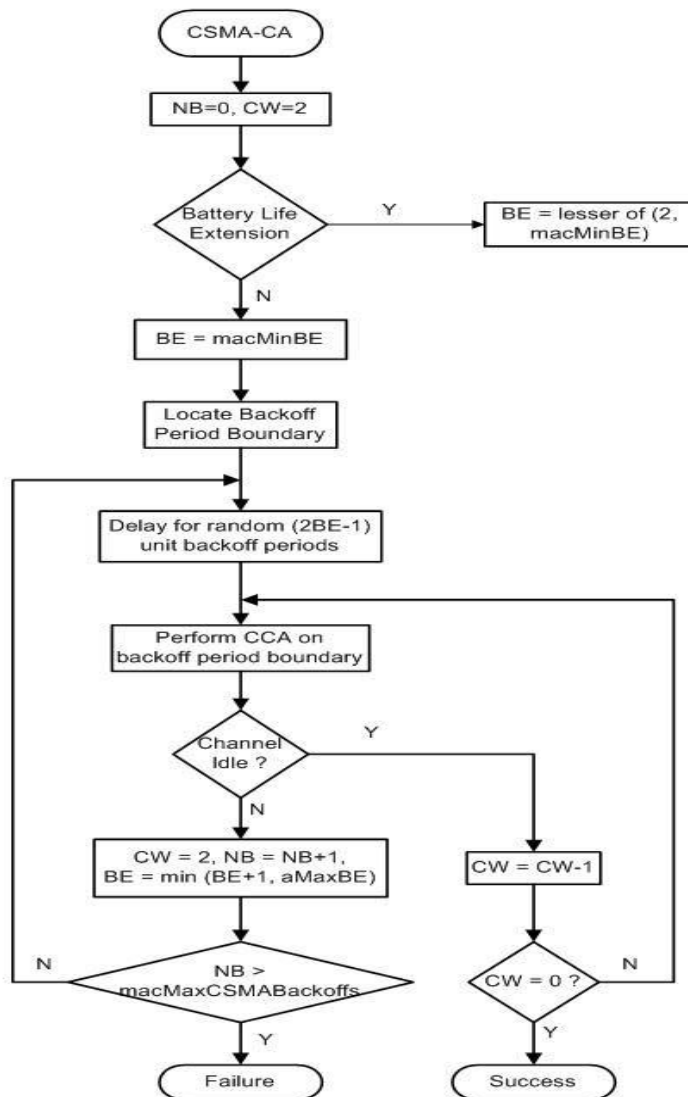 CSMA-CA
NB=0, CW=2
Battery Life
Extension
Y
BE = lesser of (2,
macMinBE)
N
BE = macMinBE
Locate Backoff
Period Boundary
Delay for random (2BE-1)
unit backoff periods
Perform CCA on
backoff period boundary
Channel
Idle ?
Y
N
CW = 2, NB = NB+1,
BE = min (BE+1, aMaxBE)
CW = CW-1
N
NB >
macMaxCSMABackoffs
CW = 0 ?
N
Y
Y
Failure
Success